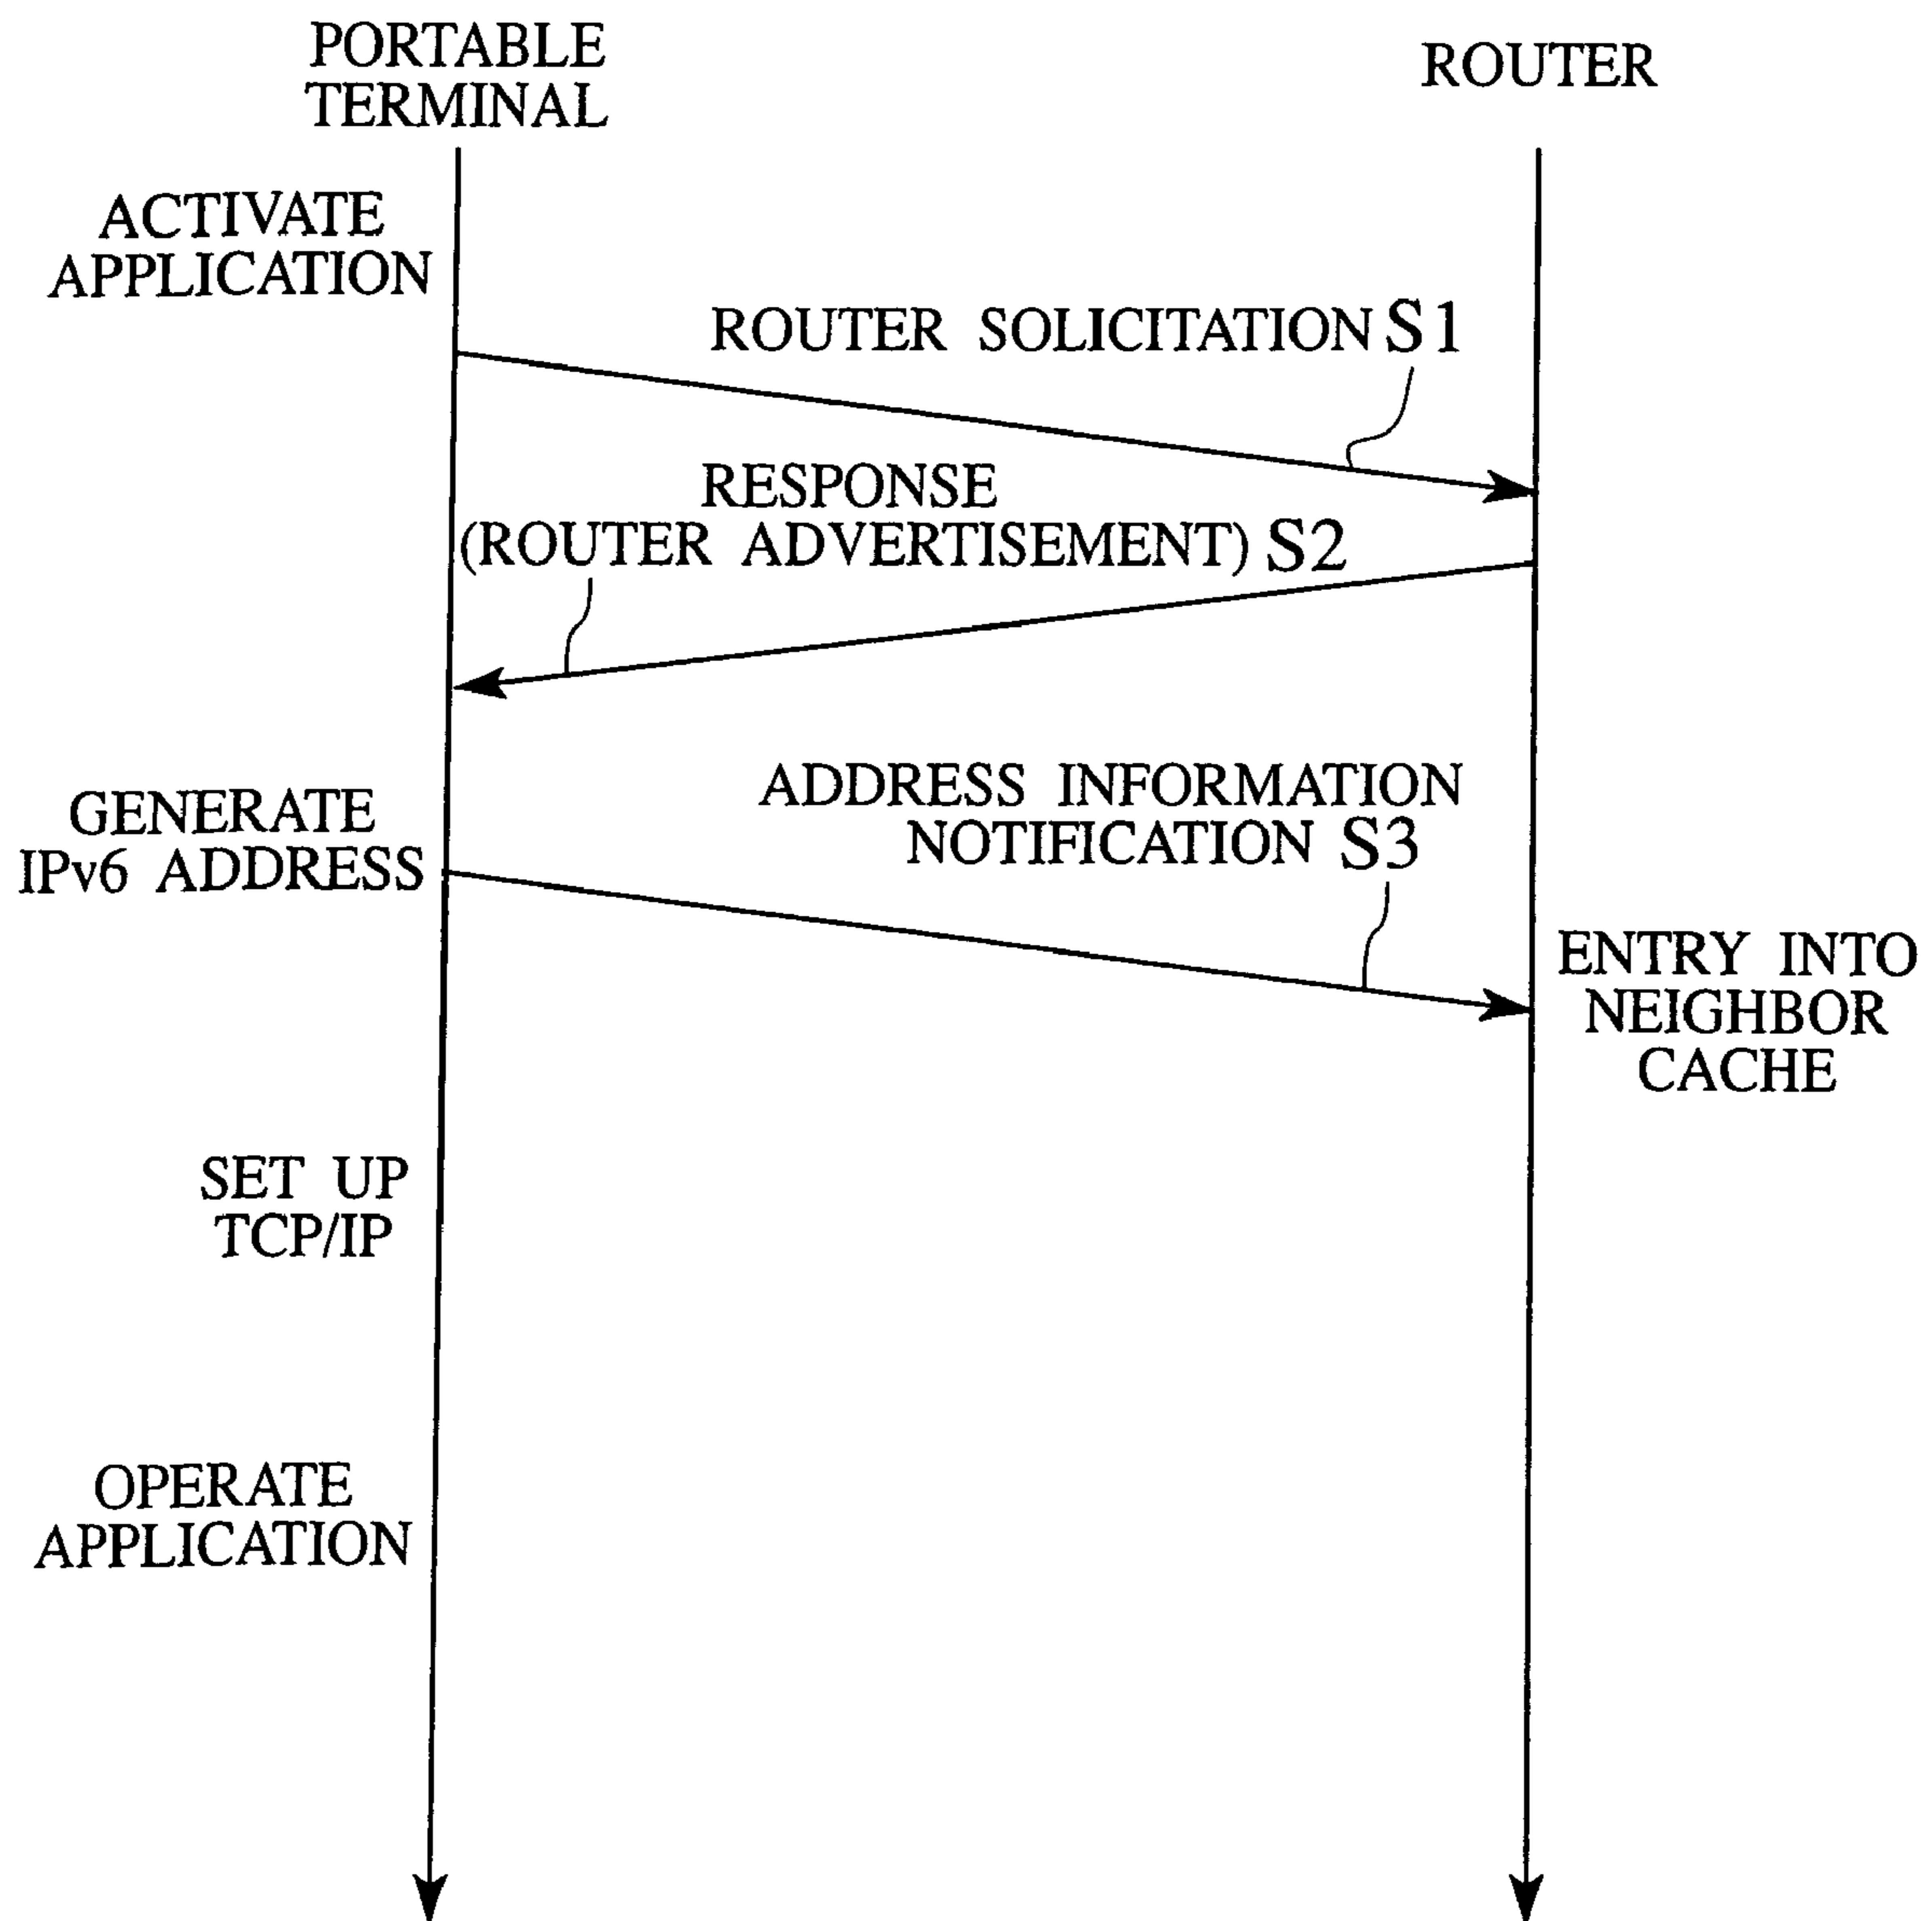 PORTABLE
TERMINAL
ROUTER
ACTIVATE
APPLICATION
ROUTER SOLICITATION S1
RESPONSE
(ROUTER ADVERTISEMENT) S2
ADDRESS INFORMATION
NOTIFICATION S3
GENERATE
IPv6 ADDRESS
ENTRY INTO
NEIGHBOR
CACHE
SET UP
TCP/IP
OPERATE
APPLICATION